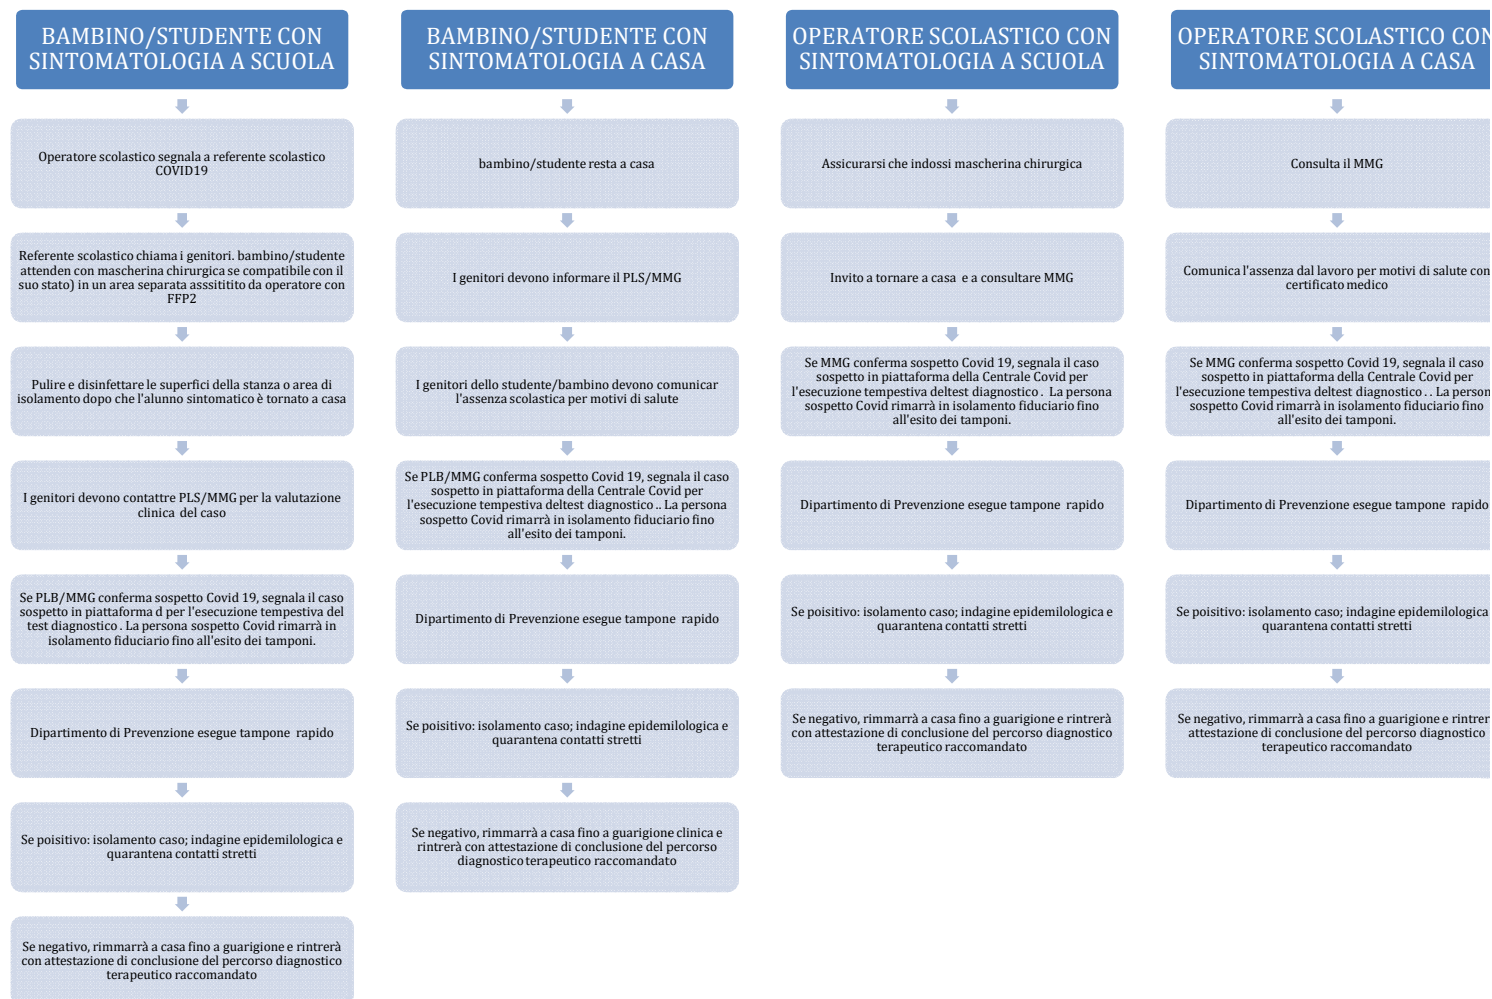 BAMBINO/STUDENTE CON
SINTOMATOLOGIA A SCUOLA
Operatore scolastico segnala a referente scolastico
COVID19
Referente scolastico chiama i genitori. bambino/studente
attenden con mascherina chirurgica se compatibile con il
suo stato) in un area separata asssititito da operatore con
FFP2
Pulire e disinfettare le superfici della stanza o area di
isolamento dopo che l'alunno sintomatico è tornato a casa
I genitori devono contattre PLS/MMG per la valutazione
clinica del caso
Se PLB/MMG conferma sospetto Covid 19, segnala il caso
sospetto in piattaforma d per l'esecuzione tempestiva del
test diagnostico . La persona sospetto Covid rimarrà in
isolamento fiduciario fino all'esito dei tamponi.
Dipartimento di Prevenzione esegue tampone rapido
Se poisitivo: isolamento caso; indagine epidemilologica e
quarantena contatti stretti
Se negativo, rimmarrà a casa fino a guarigione e rintrerà
con attestazione di conclusione del percorso diagnostico
terapeutico raccomandato
BAMBINO/STUDENTE CON
SINTOMATOLOGIA A CASA
bambino/studente resta a casa
I genitori devono informare il PLS/MMG
I genitori dello studente/bambino devono comunicar
l'assenza scolastica per motivi di salute
Se PLB/MMG conferma sospetto Covid 19, segnala il caso
sospetto in piattaforma della Centrale Covid per
l'esecuzione tempestiva deltest diagnostico .. La persona
sospetto Covid rimarrà in isolamento fiduciario fino
all'esito dei tamponi.
Dipartimento di Prevenzione esegue tampone rapido
Se poisitivo: isolamento caso; indagine epidemilologica e
quarantena contatti stretti
Se negativo, rimmarrà a casa fino a guarigione clinica e
rintrerà con attestazione di conclusione del percorso
diagnostico terapeutico raccomandato
OPERATORE SCOLASTICO CON
SINTOMATOLOGIA A SCUOLA
Assicurarsi che indossi mascherina chirurgica
Invito a tornare a casa e a consultare MMG
Se MMG conferma sospetto Covid 19, segnala il caso
sospetto in piattaforma della Centrale Covid per
l'esecuzione tempestiva deltest diagnostico . La persona
sospetto Covid rimarrà in isolamento fiduciario fino
all'esito dei tamponi.
Dipartimento di Prevenzione esegue tampone rapido
Se poisitivo: isolamento caso; indagine epidemilologica e
quarantena contatti stretti
Se negativo, rimmarrà a casa fino a guarigione e rintrerà
con attestazione di conclusione del percorso diagnostico
terapeutico raccomandato
OPERATORE SCOLASTICO CON
SINTOMATOLOGIA A CASA
Consulta il MMG
Comunica l'assenza dal lavoro per motivi di salute con
certificato medico
Se MMG conferma sospetto Covid 19, segnala il caso
sospetto in piattaforma della Centrale Covid per
l'esecuzione tempestiva deltest diagnostico . . La person
sospetto Covid rimarrà in isolamento fiduciario fino
all'esito dei tamponi.
Dipartimento di Prevenzione esegue tampone rapido
Se poisitivo: isolamento caso; indagine epidemilologica
quarantena contatti stretti
Se negativo, rimmarrà a casa fino a guarigione e rintrer
attestazione di conclusione del percorso diagnostico
terapeutico raccomandato